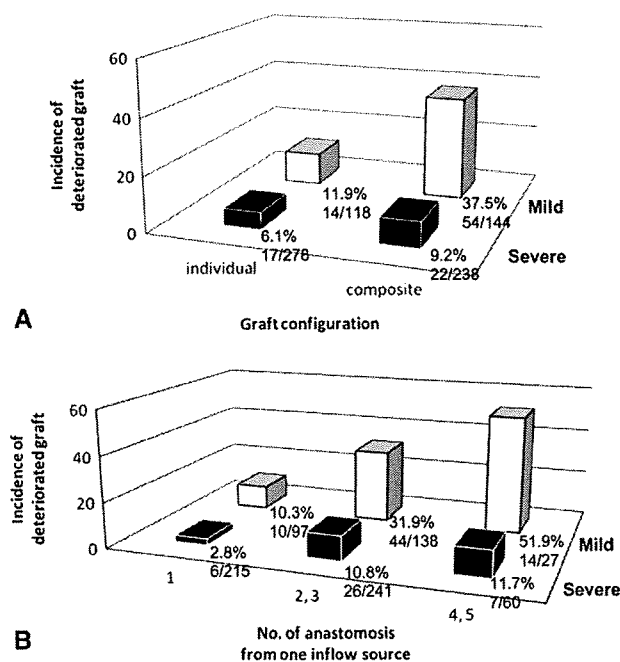 Incidence of
deteriorated graft
60
40
20
0
11.9%
14/118
37.5%
54/144
Mild
6.1%
17/278
9.2%
22/238
Severe
individual
composite
A
Graft configuration
Incidence of
deteriorated graft
60
40
20
0
10.3%
10/97
31.9%
44/138
51.9%
14/27
Mild
2.8%
6/215
10.8%
26/241
11.7%
7/60
Severe
1
2, 3
4, 5
B
No. of anastomosis
from one inflow source